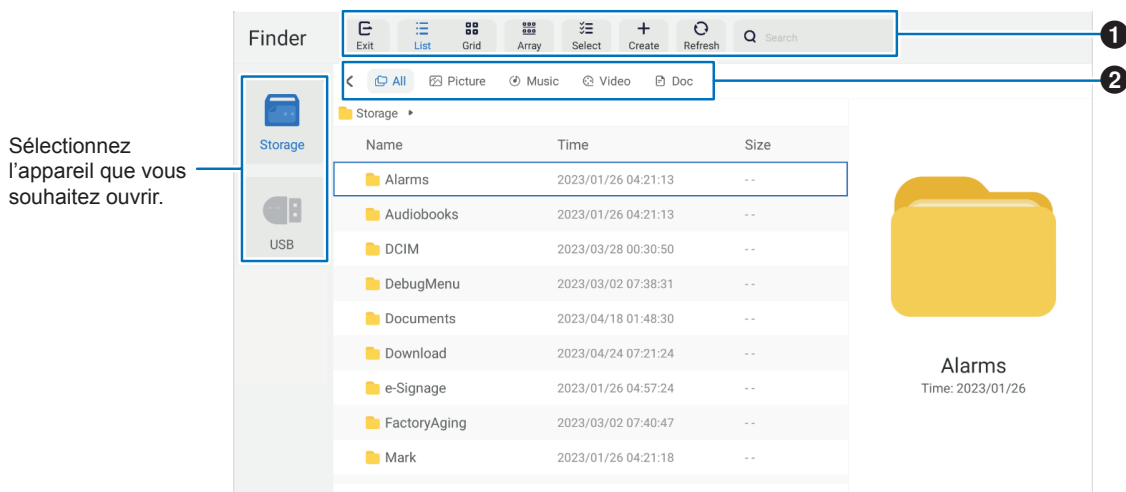 Finder
Exit List Grid Array Select Create Refresh Search
1
All Picture Music Video Doc
2
Sélectionnez
l'appareil que vous
souhaitez ouvrir.
Storage
USB
Storage
Name Time Size
Alarms 2023/01/26 04:21:13 - -
Audiobooks 2023/01/26 04:21:13 - -
DCIM 2023/03/28 00:30:50 - -
DebugMenu 2023/03/02 07:38:31 - -
Documents 2023/04/18 01:48:30 - -
Download 2023/04/24 07:21:24 - -
e-Signage 2023/01/26 04:57:24 - -
FactoryAging 2023/03/02 07:40:47 - -
Mark 2023/01/26 04:21:18 - -
Alarms
Time: 2023/01/26